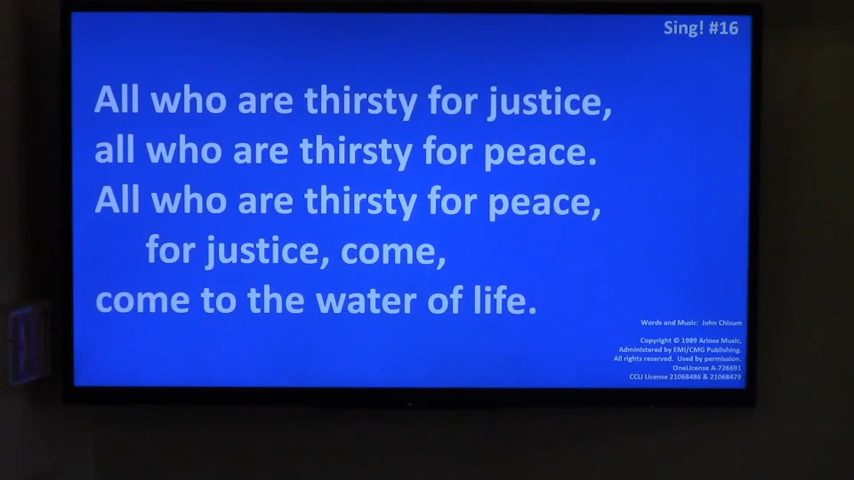 Sing! #16
All who are thirsty for justice,
all who are thirsty for peace.
All who are thirsty for peace,
for justice, come,
come to the water of life.
Words and Music: John Chisum
Copyright © 1989 Ariose Music,
Administered by EMI/CMG Publishing.
All rights reserved. Used by permission.
OneLicense A-726691
CCLI License 21068486 & 21068479